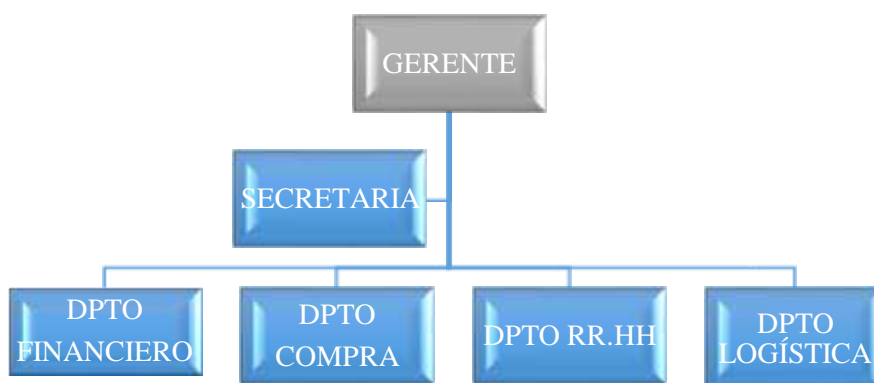 GERENTE
SECRETARIA
DPTO
FINANCIERO
DPTO
COMPRA
DPTO RR.HH
DPTO
LOGÍSTICA